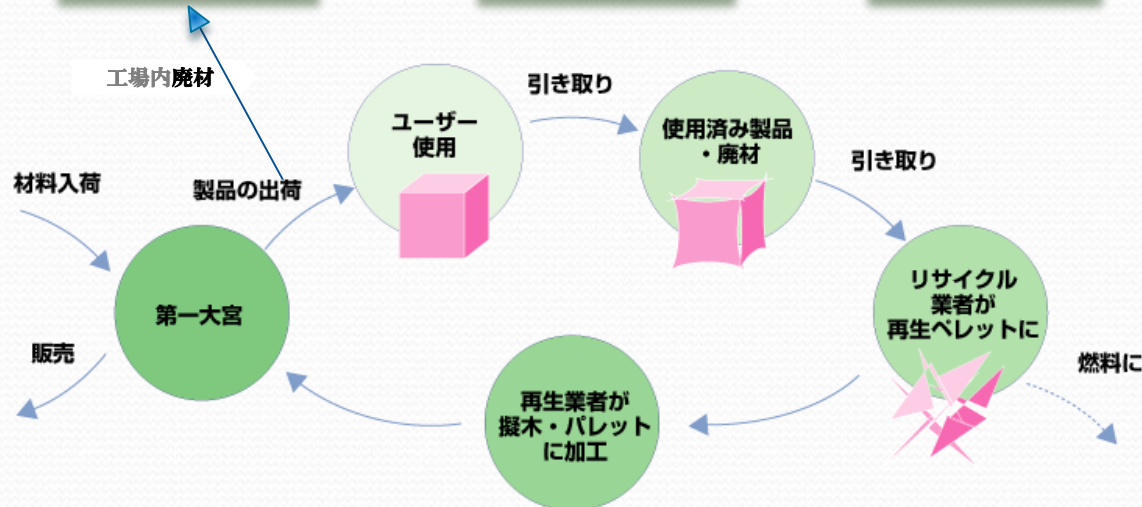 工場内廃材
材料入荷
製品の出荷
ユーザー
使用
引き取り
使用済み製品
・廃材
引き取り
第一大宮
販売
リサイクル
業者が
再生ペレットに
燃料に
再生業者が
擬木・パレット
に加工